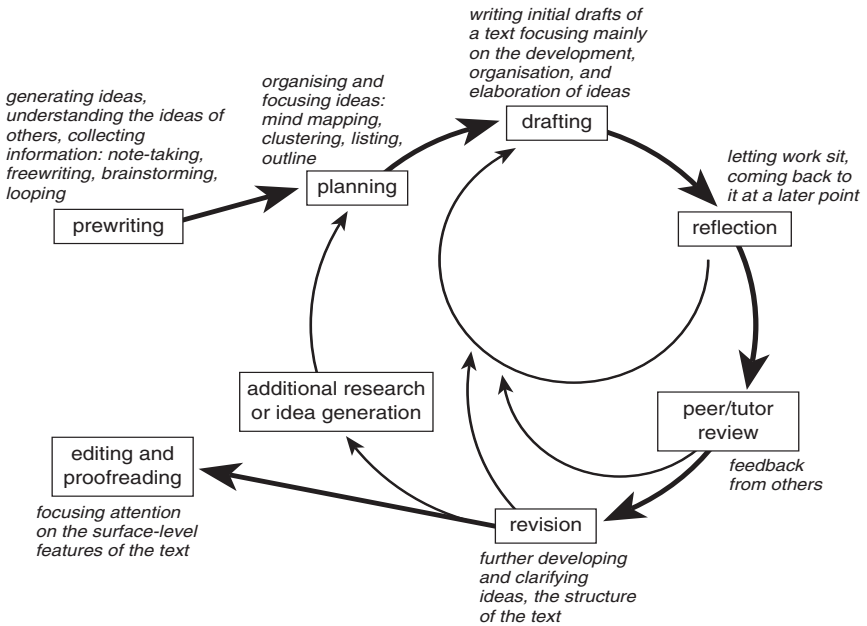 generating ideas,
understanding the ideas of
others, collecting
information: note-taking,
freewriting, brainstorming,
looping
prewriting
organising and
focusing ideas:
mind mapping,
clustering, listing,
outline
planning
writing initial drafts of
a text focusing mainly
on the development,
organisation, and
elaboration of ideas
drafting
letting work sit,
coming back to
it at a later point
reflection
peer/tutor
review
feedback
from others
revision
further developing
and clarifying
ideas, the structure
of the text
additional research
or idea generation
editing and
proofreading
focusing attention
on the surface-level
features of the text